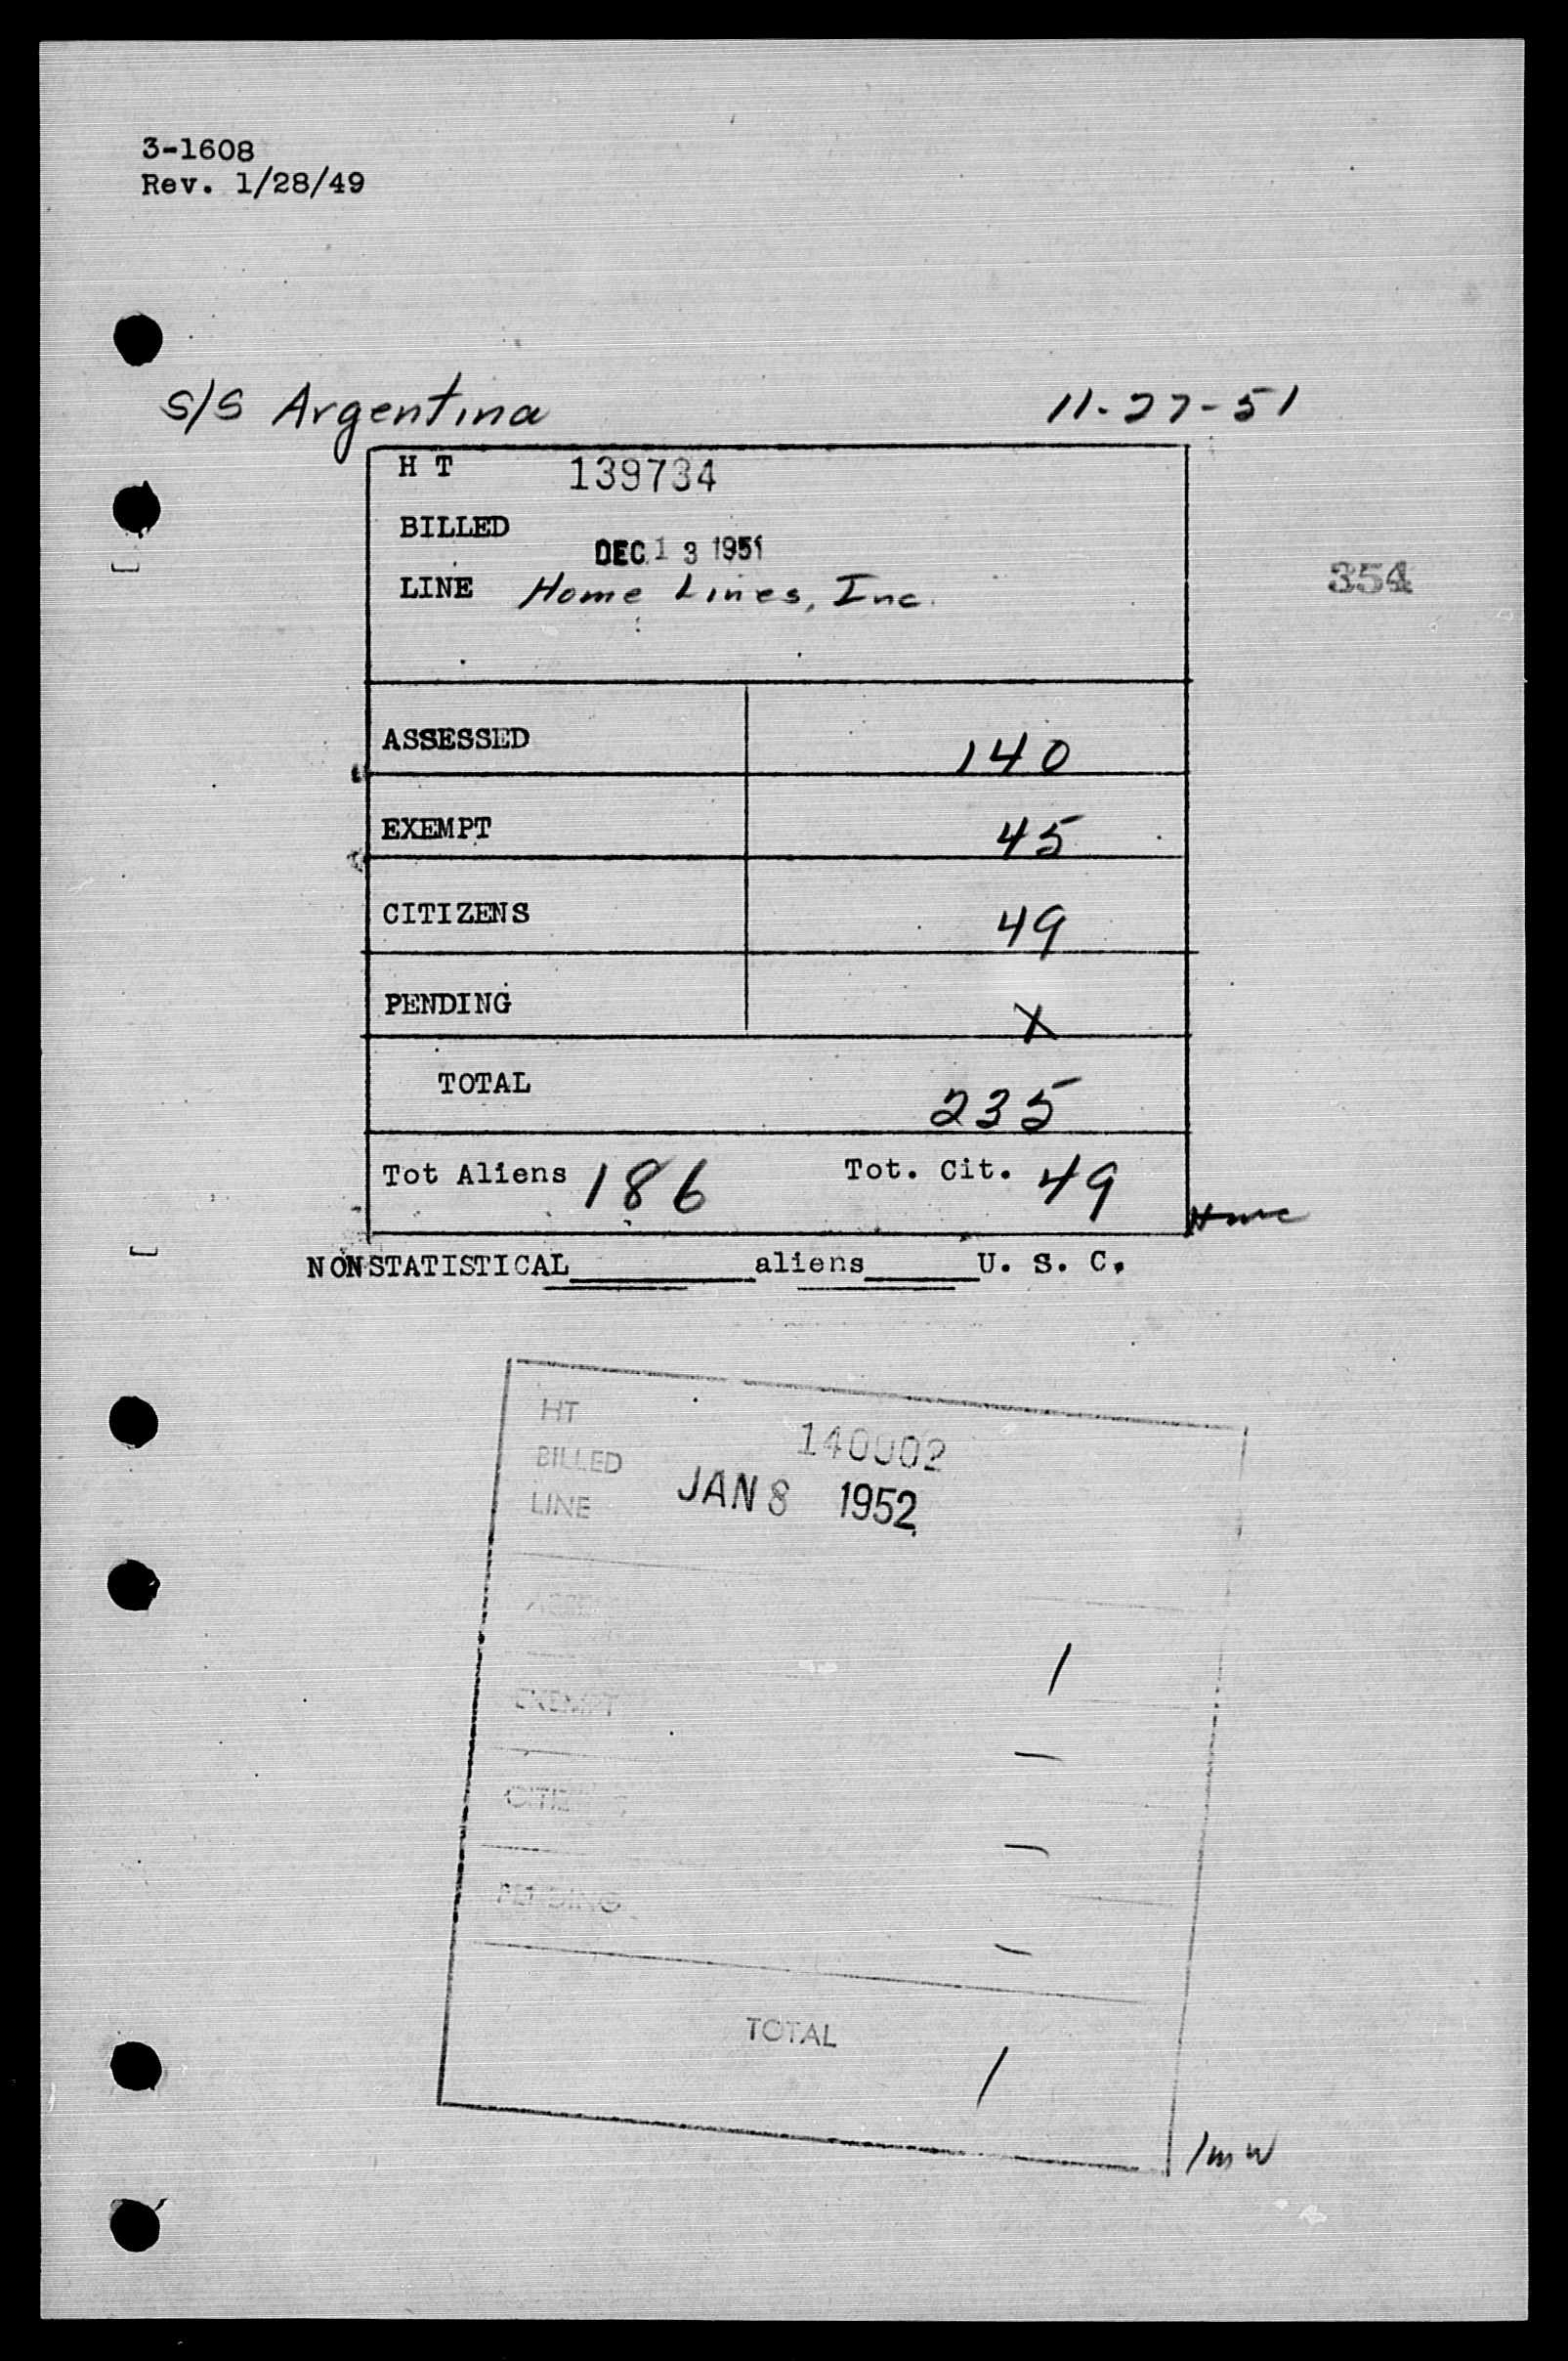 3-1608
Rev. 1/28/49
S/S Argentina 11-27-51
H T 139734
BILLED
DEC 13 1951
LINE Home Lines, Inc.
354
ASSESSED 140
EXEMPT 45
CITIZENS 49
PENDING X
TOTAL 235
Tot Aliens 186 Tot. Cit. 49
NONSTATISTICAL aliens U. S. C.
HT 140002
BILLED
JAN 8 1952
LINE
1
EXEMPT —
—
PENDING —
TOTAL
1